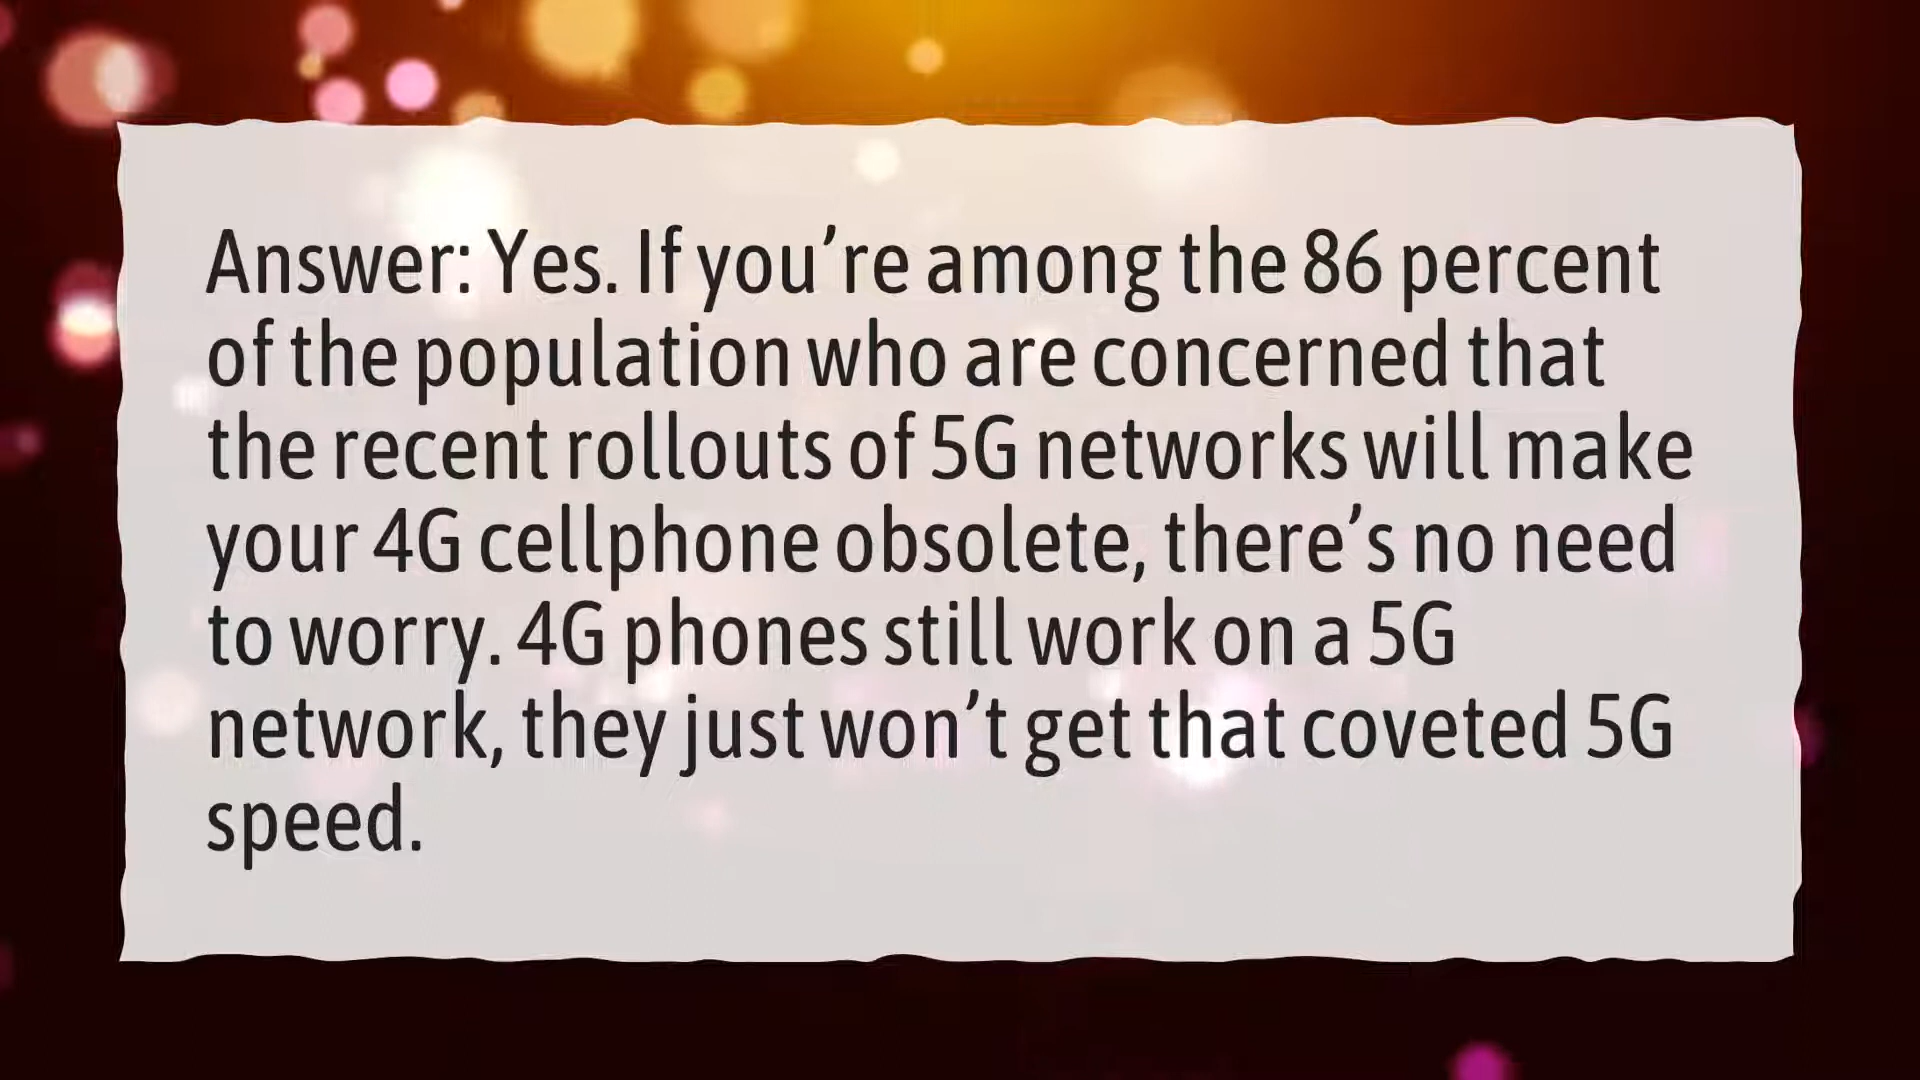 Answer: Yes. If you’re among the 86 percent
of the population who are concerned that
the recent rollouts of 5G networks will make
your 4G cellphone obsolete, there’s no need
to worry. 4G phones still work on a 5G
network, they just won’t get that coveted 5G
speed.